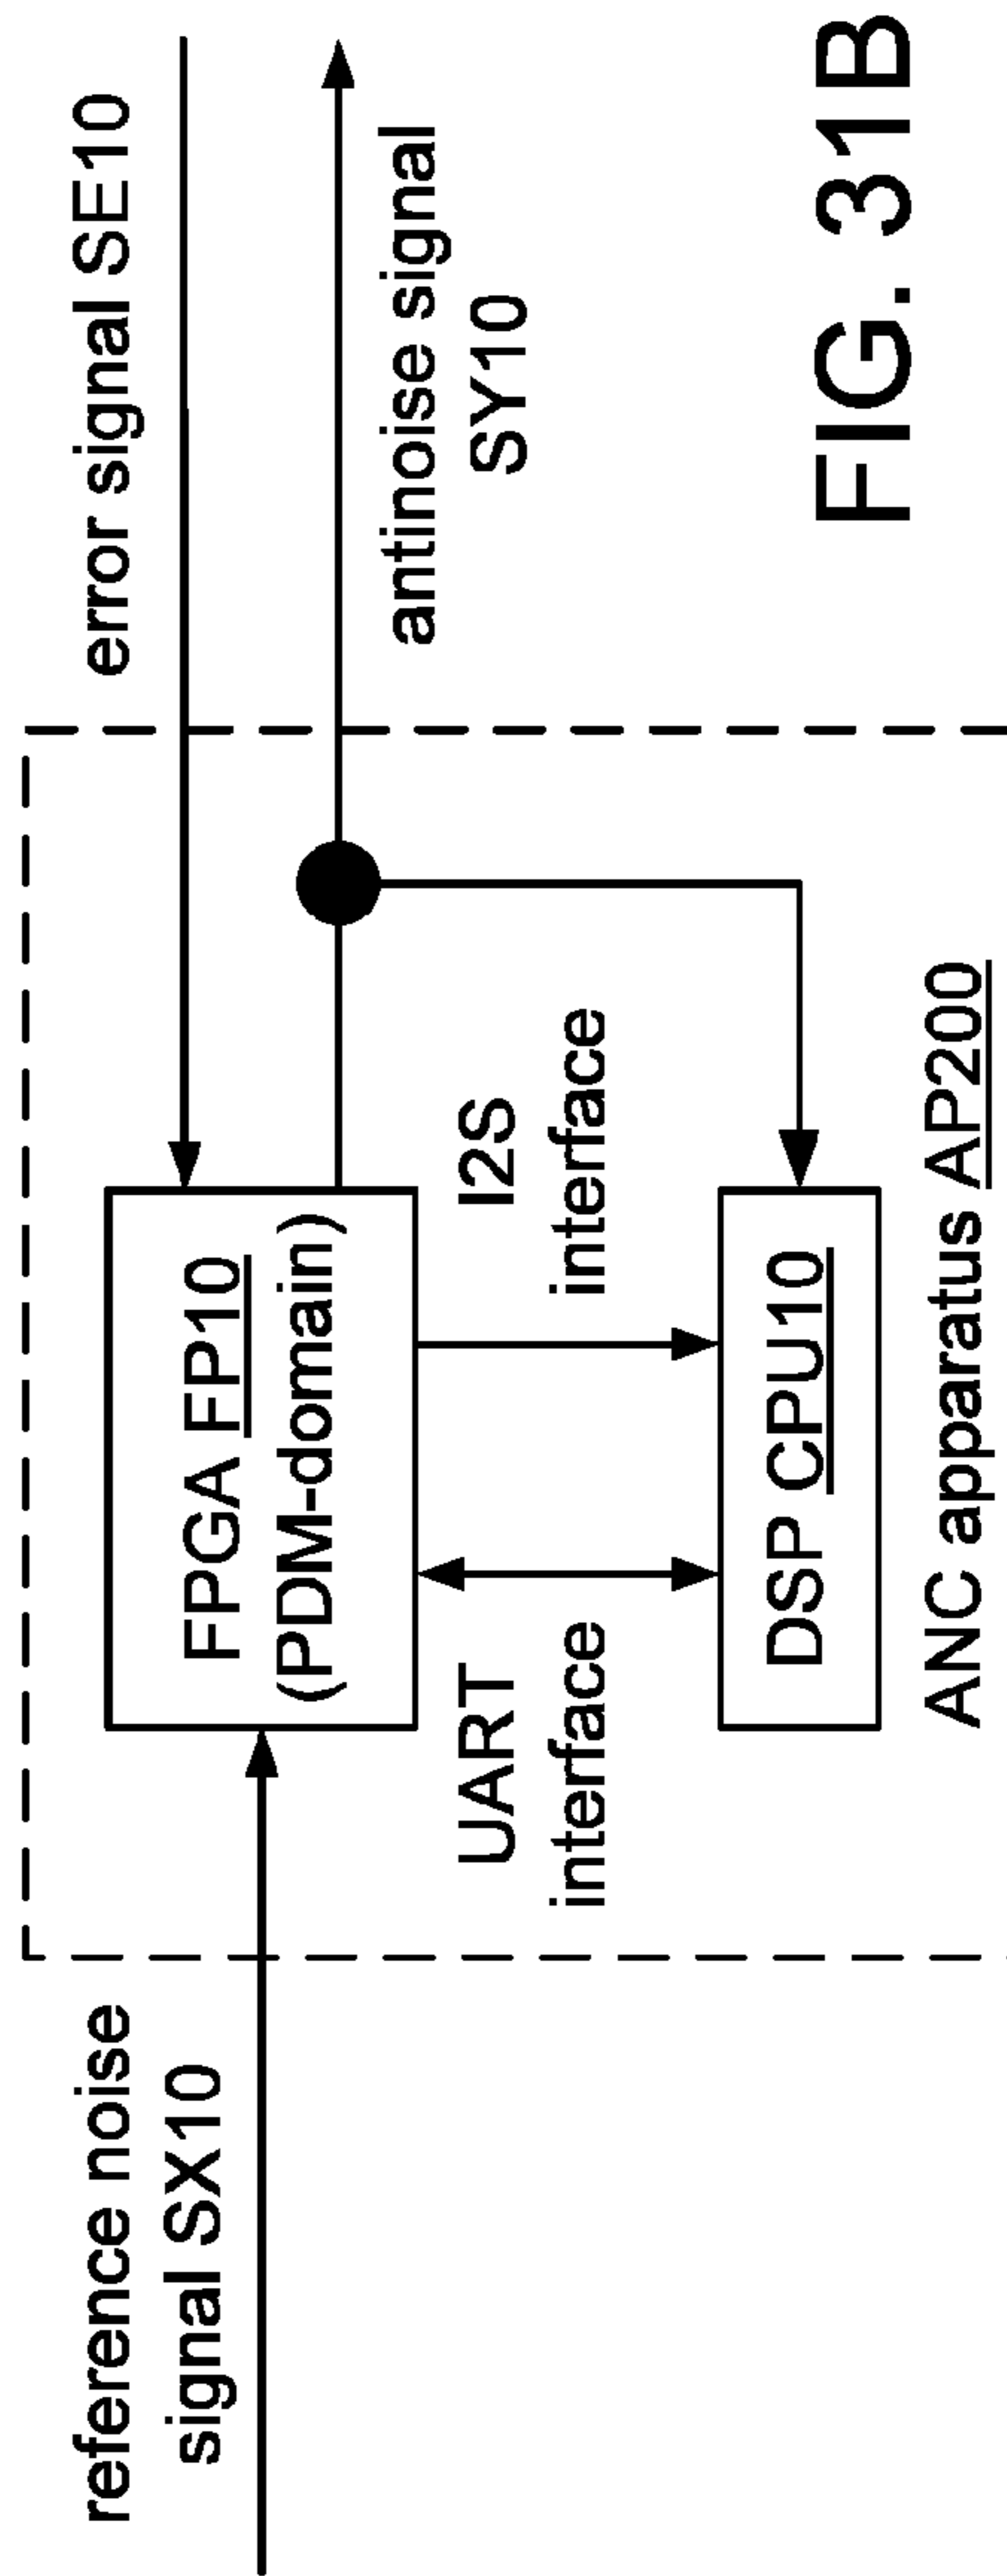 reference noise
signal SX10
error signal SE10
FPGA FP10
(PDM-domain)
antinoise signal
SY10
UART
interface
I2S
interface
DSP CPU10
ANC apparatus AP200
FIG. 31B